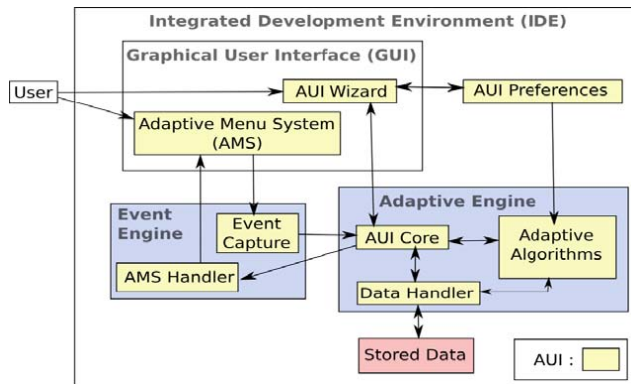 Integrated Development Environment (IDE)
Graphical User Interface (GUI)
User
AUI Wizard
AUI Preferences
Adaptive Menu System
(AMS)
Event
Engine
Event
Capture
AMS Handler
Adaptive Engine
AUI Core
Adaptive
Algorithms
Data Handler
Stored Data
AUI :